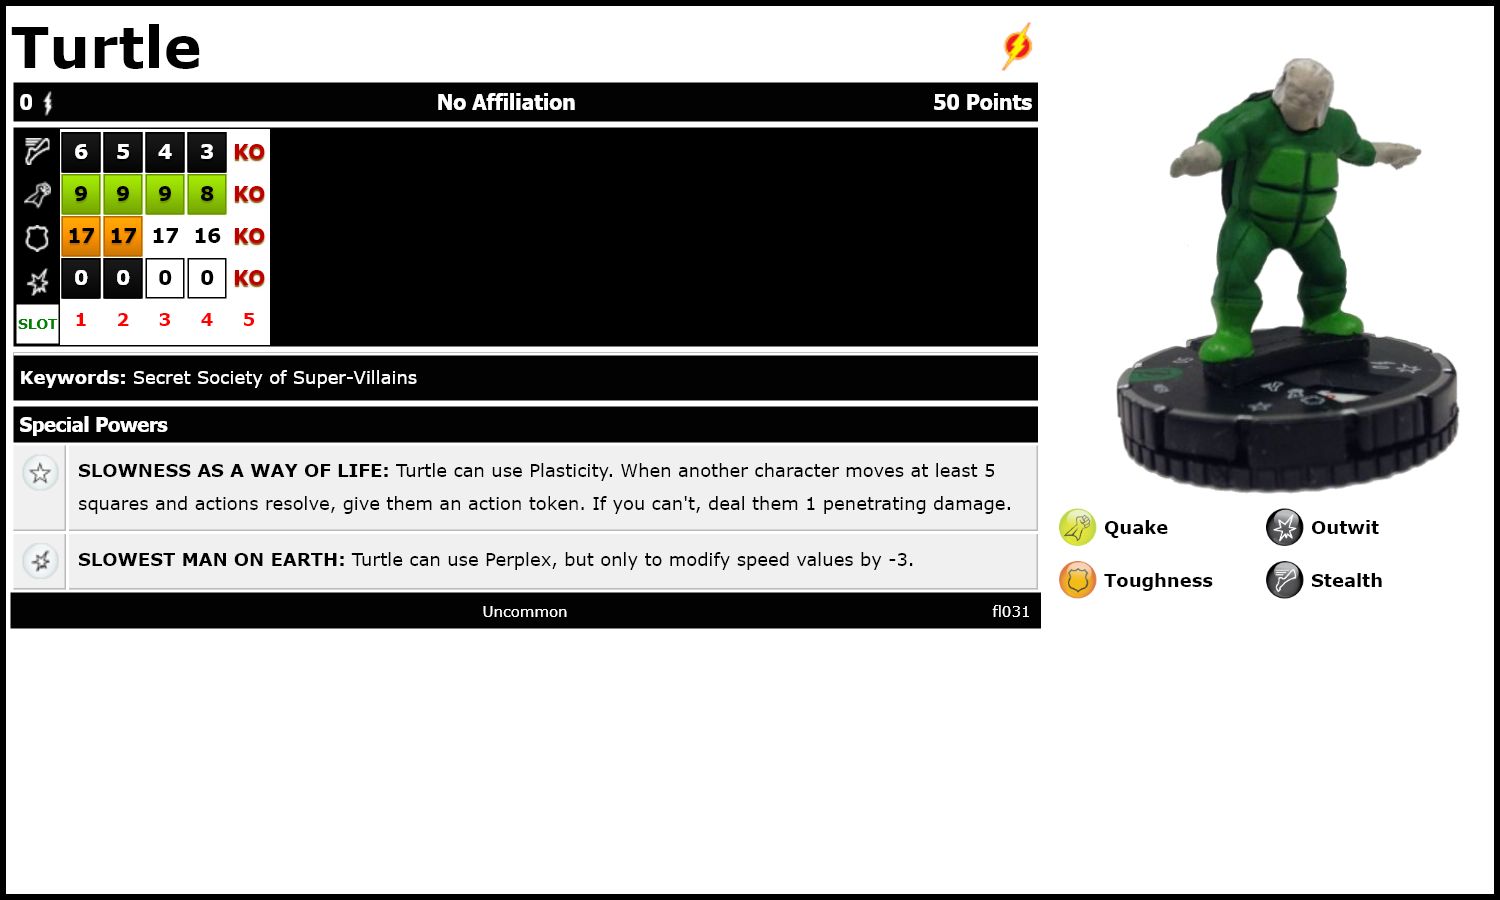 Turtle
0 No Affiliation 50 Points
6 5 4 3 KO
9 9 9 8 KO
17 17 17 16 KO
0 0 0 0 KO
SLOT 1 2 3 4 5
Keywords: Secret Society of Super-Villains
Special Powers
SLOWNESS AS A WAY OF LIFE: Turtle can use Plasticity. When another character moves at least 5
squares and actions resolve, give them an action token. If you can't, deal them 1 penetrating damage.
SLOWEST MAN ON EARTH: Turtle can use Perplex, but only to modify speed values by -3.
Uncommon fl031
Quake Outwit
Toughness Stealth